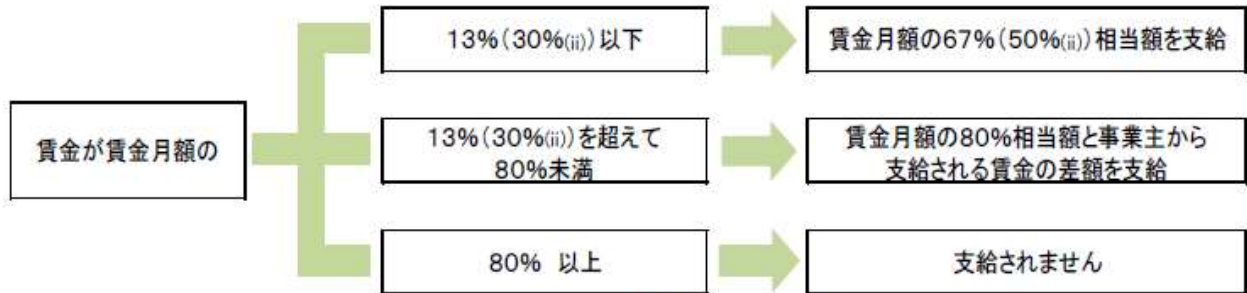 賃金が賃金月額の
13%(30%(ii))以下
賃金月額の67%(50%(ii))相当額を支給
13%(30%(ii))を超えて
80%未満
賃金月額の80%相当額と事業主から
支給される賃金の差額を支給
80% 以上
支給されません